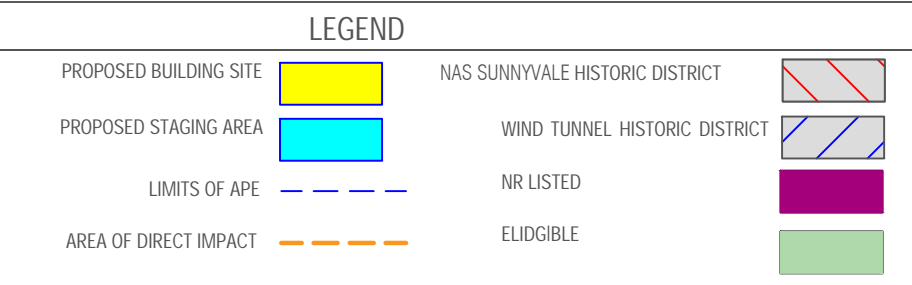 LEGEND
PROPOSED BUILDING SITE
PROPOSED STAGING AREA
LIMITS OF APE
AREA OF DIRECT IMPACT
NAS SUNNYVALE HISTORIC DISTRICT
WIND TUNNEL HISTORIC DISTRICT
NR LISTED
ELIDGIBLE